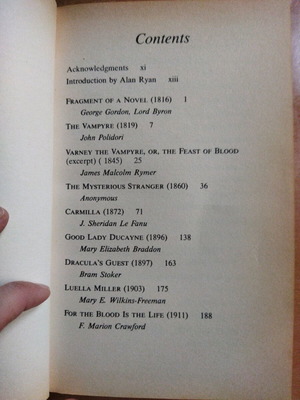 Contents
Acknowledgments xi
Introduction by Alan Ryan xiii
FRAGMENT OF A NOVEL (1816) 1
George Gordon, Lord Byron
THE VAMPYRE (1819) 7
John Polidori
VARNEY THE VAMPYRE, OR, THE FEAST OF BLOOD
(excerpt) ( 1845) 25
James Malcolm Rymer
THE MYSTERIOUS STRANGER (1860) 36
Anonymous
CARMILLA (1872) 71
J. Sheridan Le Fanu
GOOD LADY DUCAYNE (1896) 138
Mary Elizabeth Braddon
DRACULA'S GUEST (1897) 163
Bram Stoker
LUELLA MILLER (1903) 175
Mary E. Wilkins-Freeman
FOR THE BLOOD IS THE LIFE (1911) 188
F. Marion Crawford